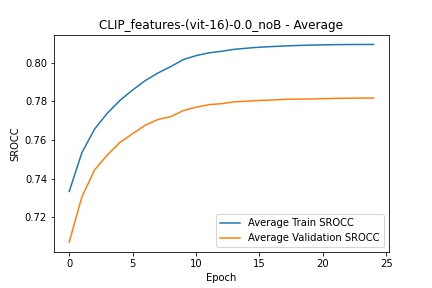 CLIP_features-(vit-16)-0.0_noB - Average
SROCC
0.80
0.78
0.76
0.74
0.72
0
5
10
15
20
25
Epoch
Average Train SROCC
Average Validation SROCC